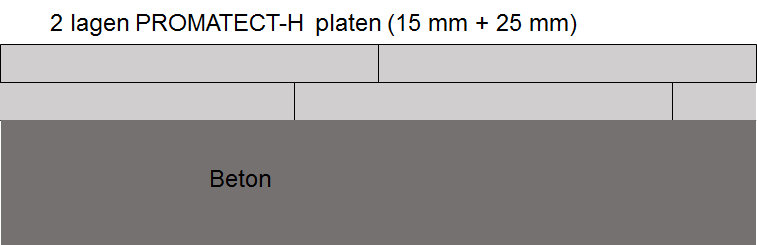 2 lagen PROMATECT-H platen (15 mm + 25 mm)
Beton